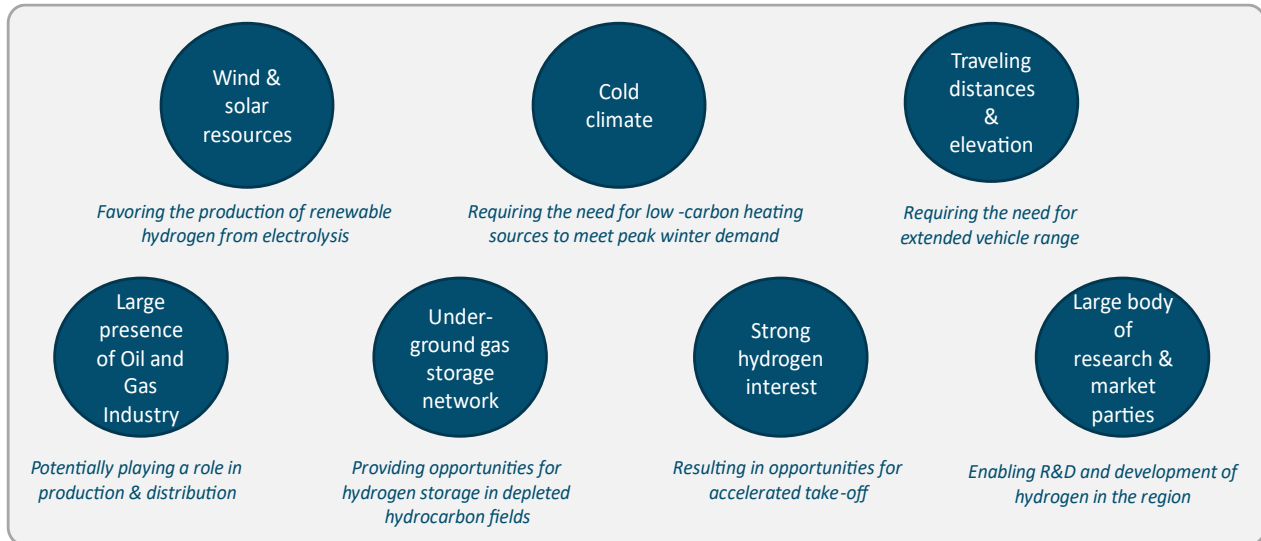 Wind &
solar
resources
Favoring the production of renewable
hydrogen from electrolysis
Cold
climate
Requiring the need for low -carbon heating
sources to meet peak winter demand
Traveling
distances
&
elevation
Requiring the need for
extended vehicle range
Large
presence
of Oil and
Gas
Industry
Potentially playing a role in
production & distribution
Under-
ground gas
storage
network
Providing opportunities for
hydrogen storage in depleted
hydrocarbon fields
Strong
hydrogen
interest
Resulting in opportunities for
accelerated take-off
Large body
of
research &
market
parties
Enabling R&D and development of
hydrogen in the region